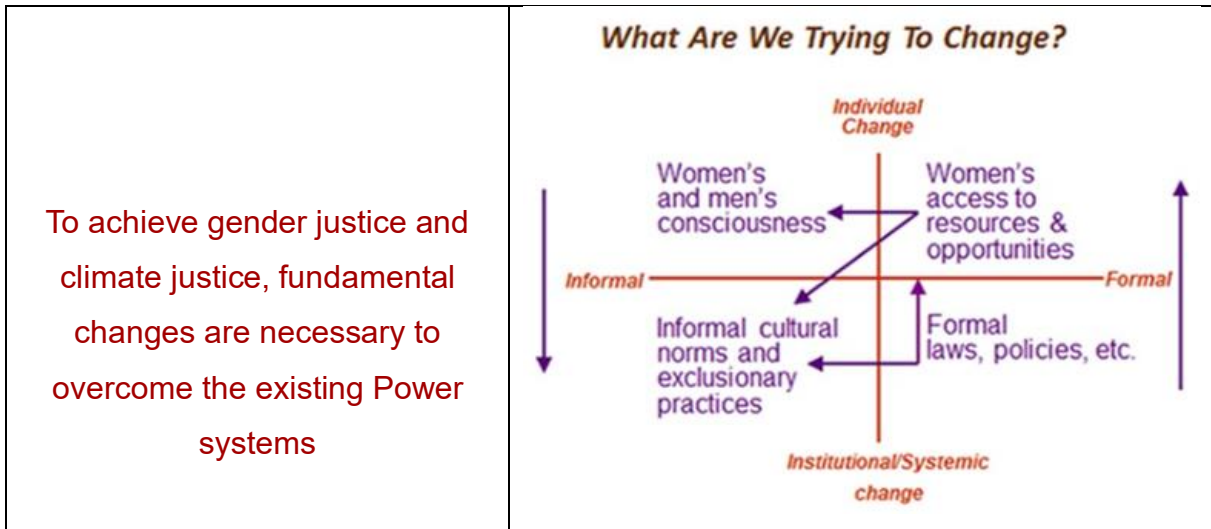 To achieve gender justice and
climate justice, fundamental
changes are necessary to
overcome the existing Power
systems
What Are We Trying To Change?
Individual
Change
Women's
and men's
consciousness
Women's
access to
resources &
opportunities
Informal
Formal
Informal cultural
norms and
exclusionary
practices
Formal
laws, policies, etc.
Institutional/Systemic
change